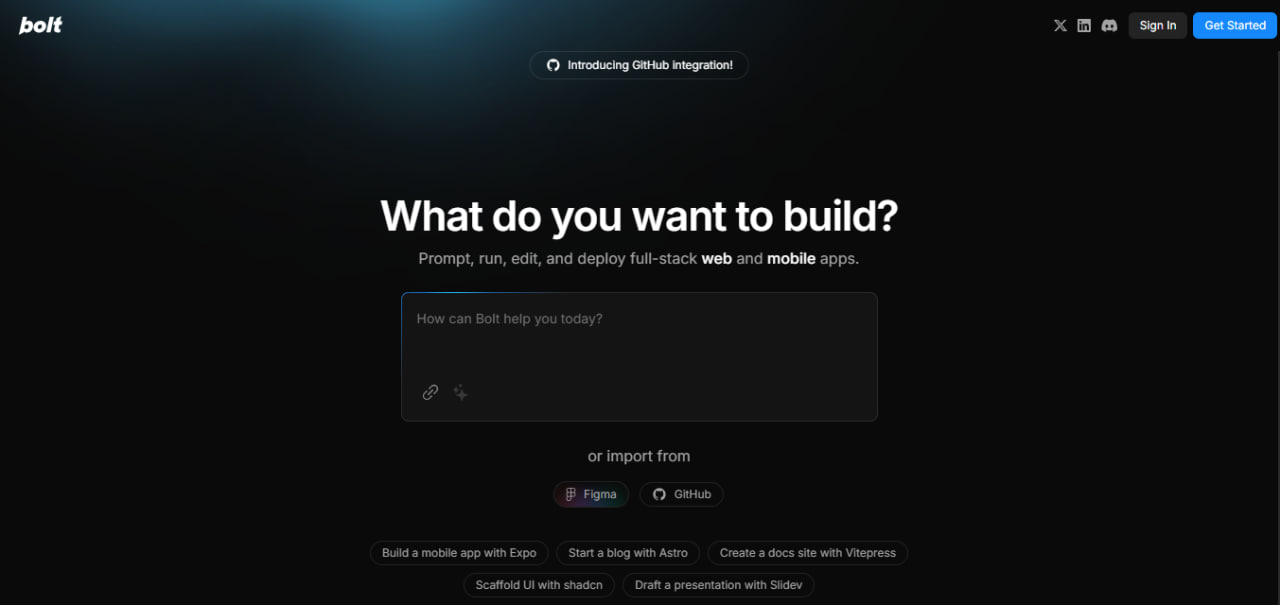 bolt
Sign In
Get Started
Introducing GitHub integration!
What do you want to build?
Prompt, run, edit, and deploy full-stack web and mobile apps.
How can Bolt help you today?
or import from
Figma
GitHub
Build a mobile app with Expo
Start a blog with Astro
Create a docs site with Vitepress
Scaffold UI with shadcn
Draft a presentation with Slidev